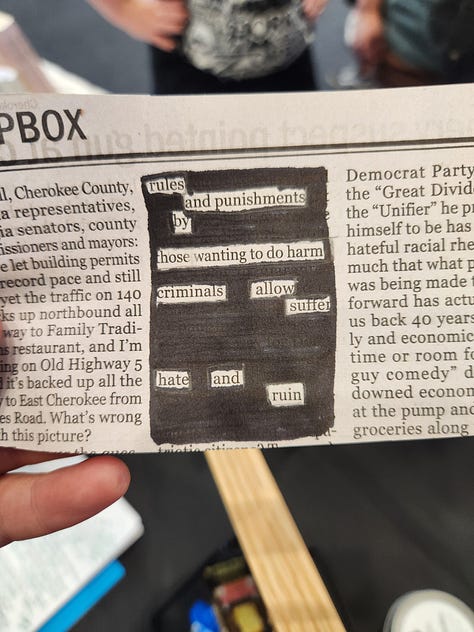 PBOX
l, Cherokee County,
a representatives,
ia senators, county
issioners and mayors:
e let building permits
record pace and still
yet the traffic on 140
ks up northbound all
way to Family Tradi-
s restaurant, and I'm
ing on Old Highway 5
d it's backed up all the
y to East Cherokee from
es Road. What's wrong
h this picture?
rules
and punishments
by
hose wanting to do harm
criminals allow
suffer
hate and
ruin
Democrat Party
the "Great Divid
the "Unifier" he pr
himself to be has
hateful racial rhe
much that what p
was being made t
forward has actu
us back 40 years
ly and economic
time or room fo
guy comedy" d
downed econom
at the pump and
groceries along